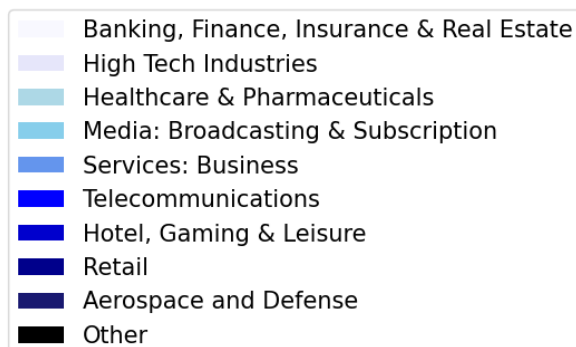 Banking, Finance, Insurance & Real Estate
High Tech Industries
Healthcare & Pharmaceuticals
Media: Broadcasting & Subscription
Services: Business
Telecommunications
Hotel, Gaming & Leisure
Retail
Aerospace and Defense
Other